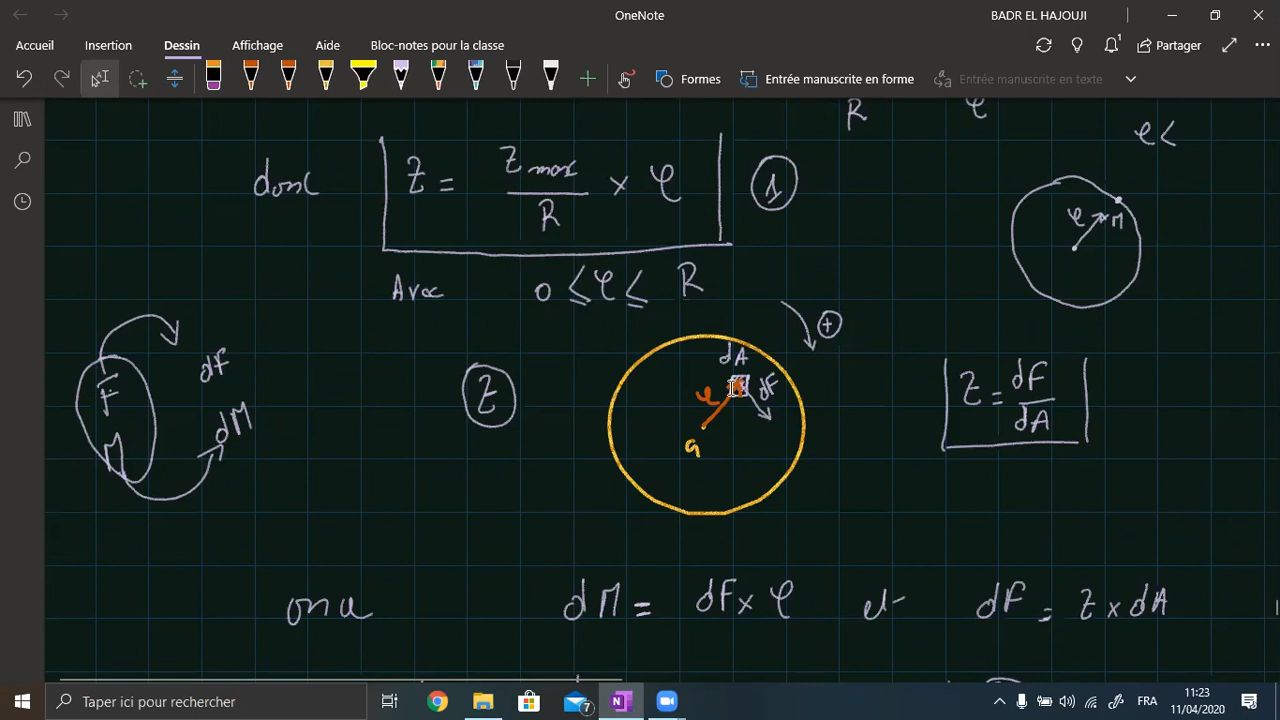 OneNote
BADR EL HAJOUJI
Accueil Insertion Dessin Affichage Aide Bloc-notes pour la classe
Partager
Formes Entrée manuscrite en forme Entrée manuscrite en texte
R φ
φ<
donc Z = Zmax / R × φ 1
φ M
Avec 0 ≤ φ ≤ R
+
dA
F dF Z φ dF Z = dF / dA
M dM G
on a dM = dF × φ et dF = Z × dA
Taper ici pour rechercher
7
FRA
11:23
11/04/2020